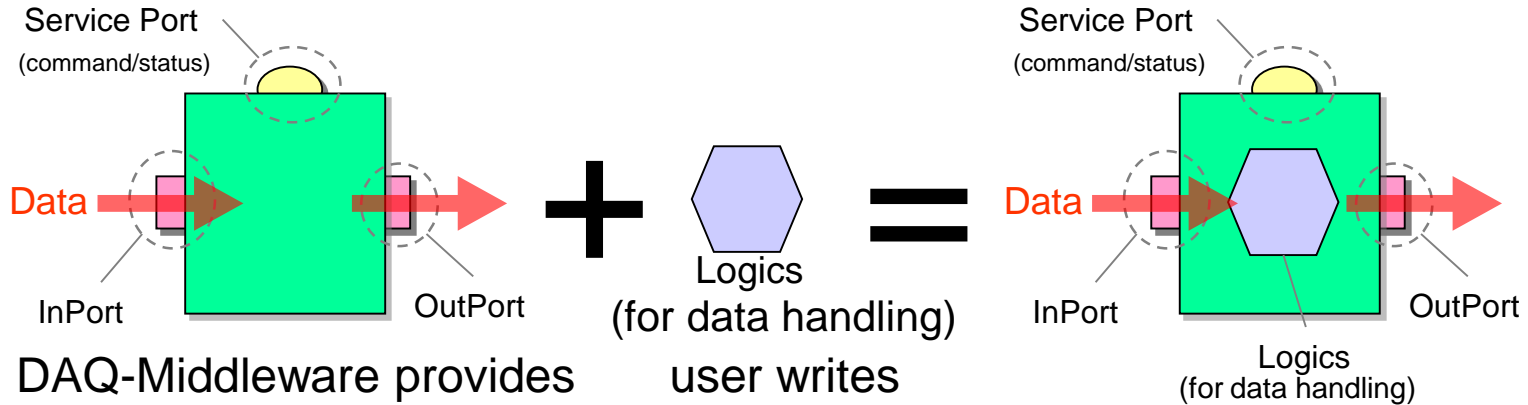 Service Port
(command/status)
Data
InPort
OutPort
DAQ-Middleware provides
Logics
(for data handling)
user writes
Service Port
(command/status)
Data
InPort
OutPort
Logics
(for data handling)